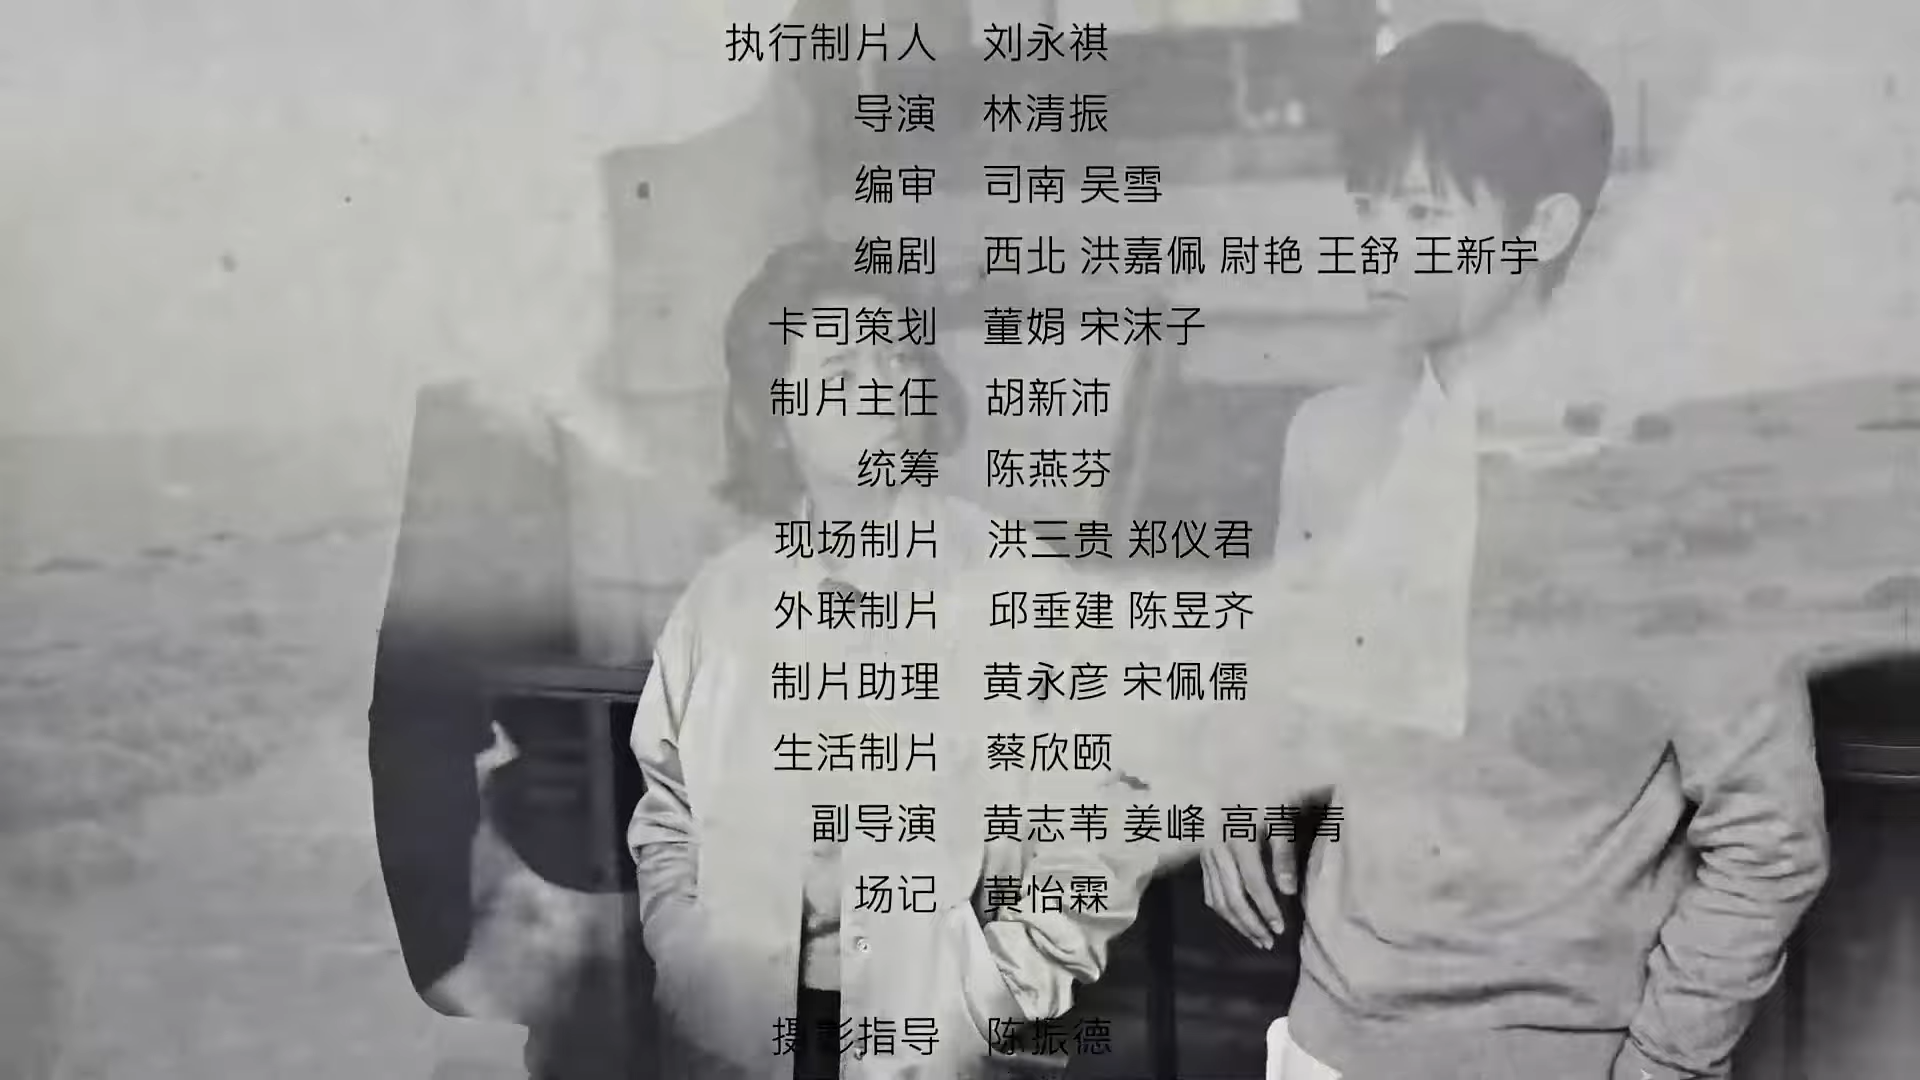 执行制片人 刘永祺
导演 林清振
编审 司南 吴雪
编剧 西北 洪嘉佩 尉艳 王舒 王新宇
卡司策划 董娟 宋沫子
制片主任 胡新沛
统筹 陈燕芬
现场制片 洪三贵 郑仪君
外联制片 邱垂建 陈昱齐
制片助理 黄永彦 宋佩儒
生活制片 蔡欣颐
副导演 黄志苇 姜峰 高青青
场记 黄怡霖
摄影指导 陈振德